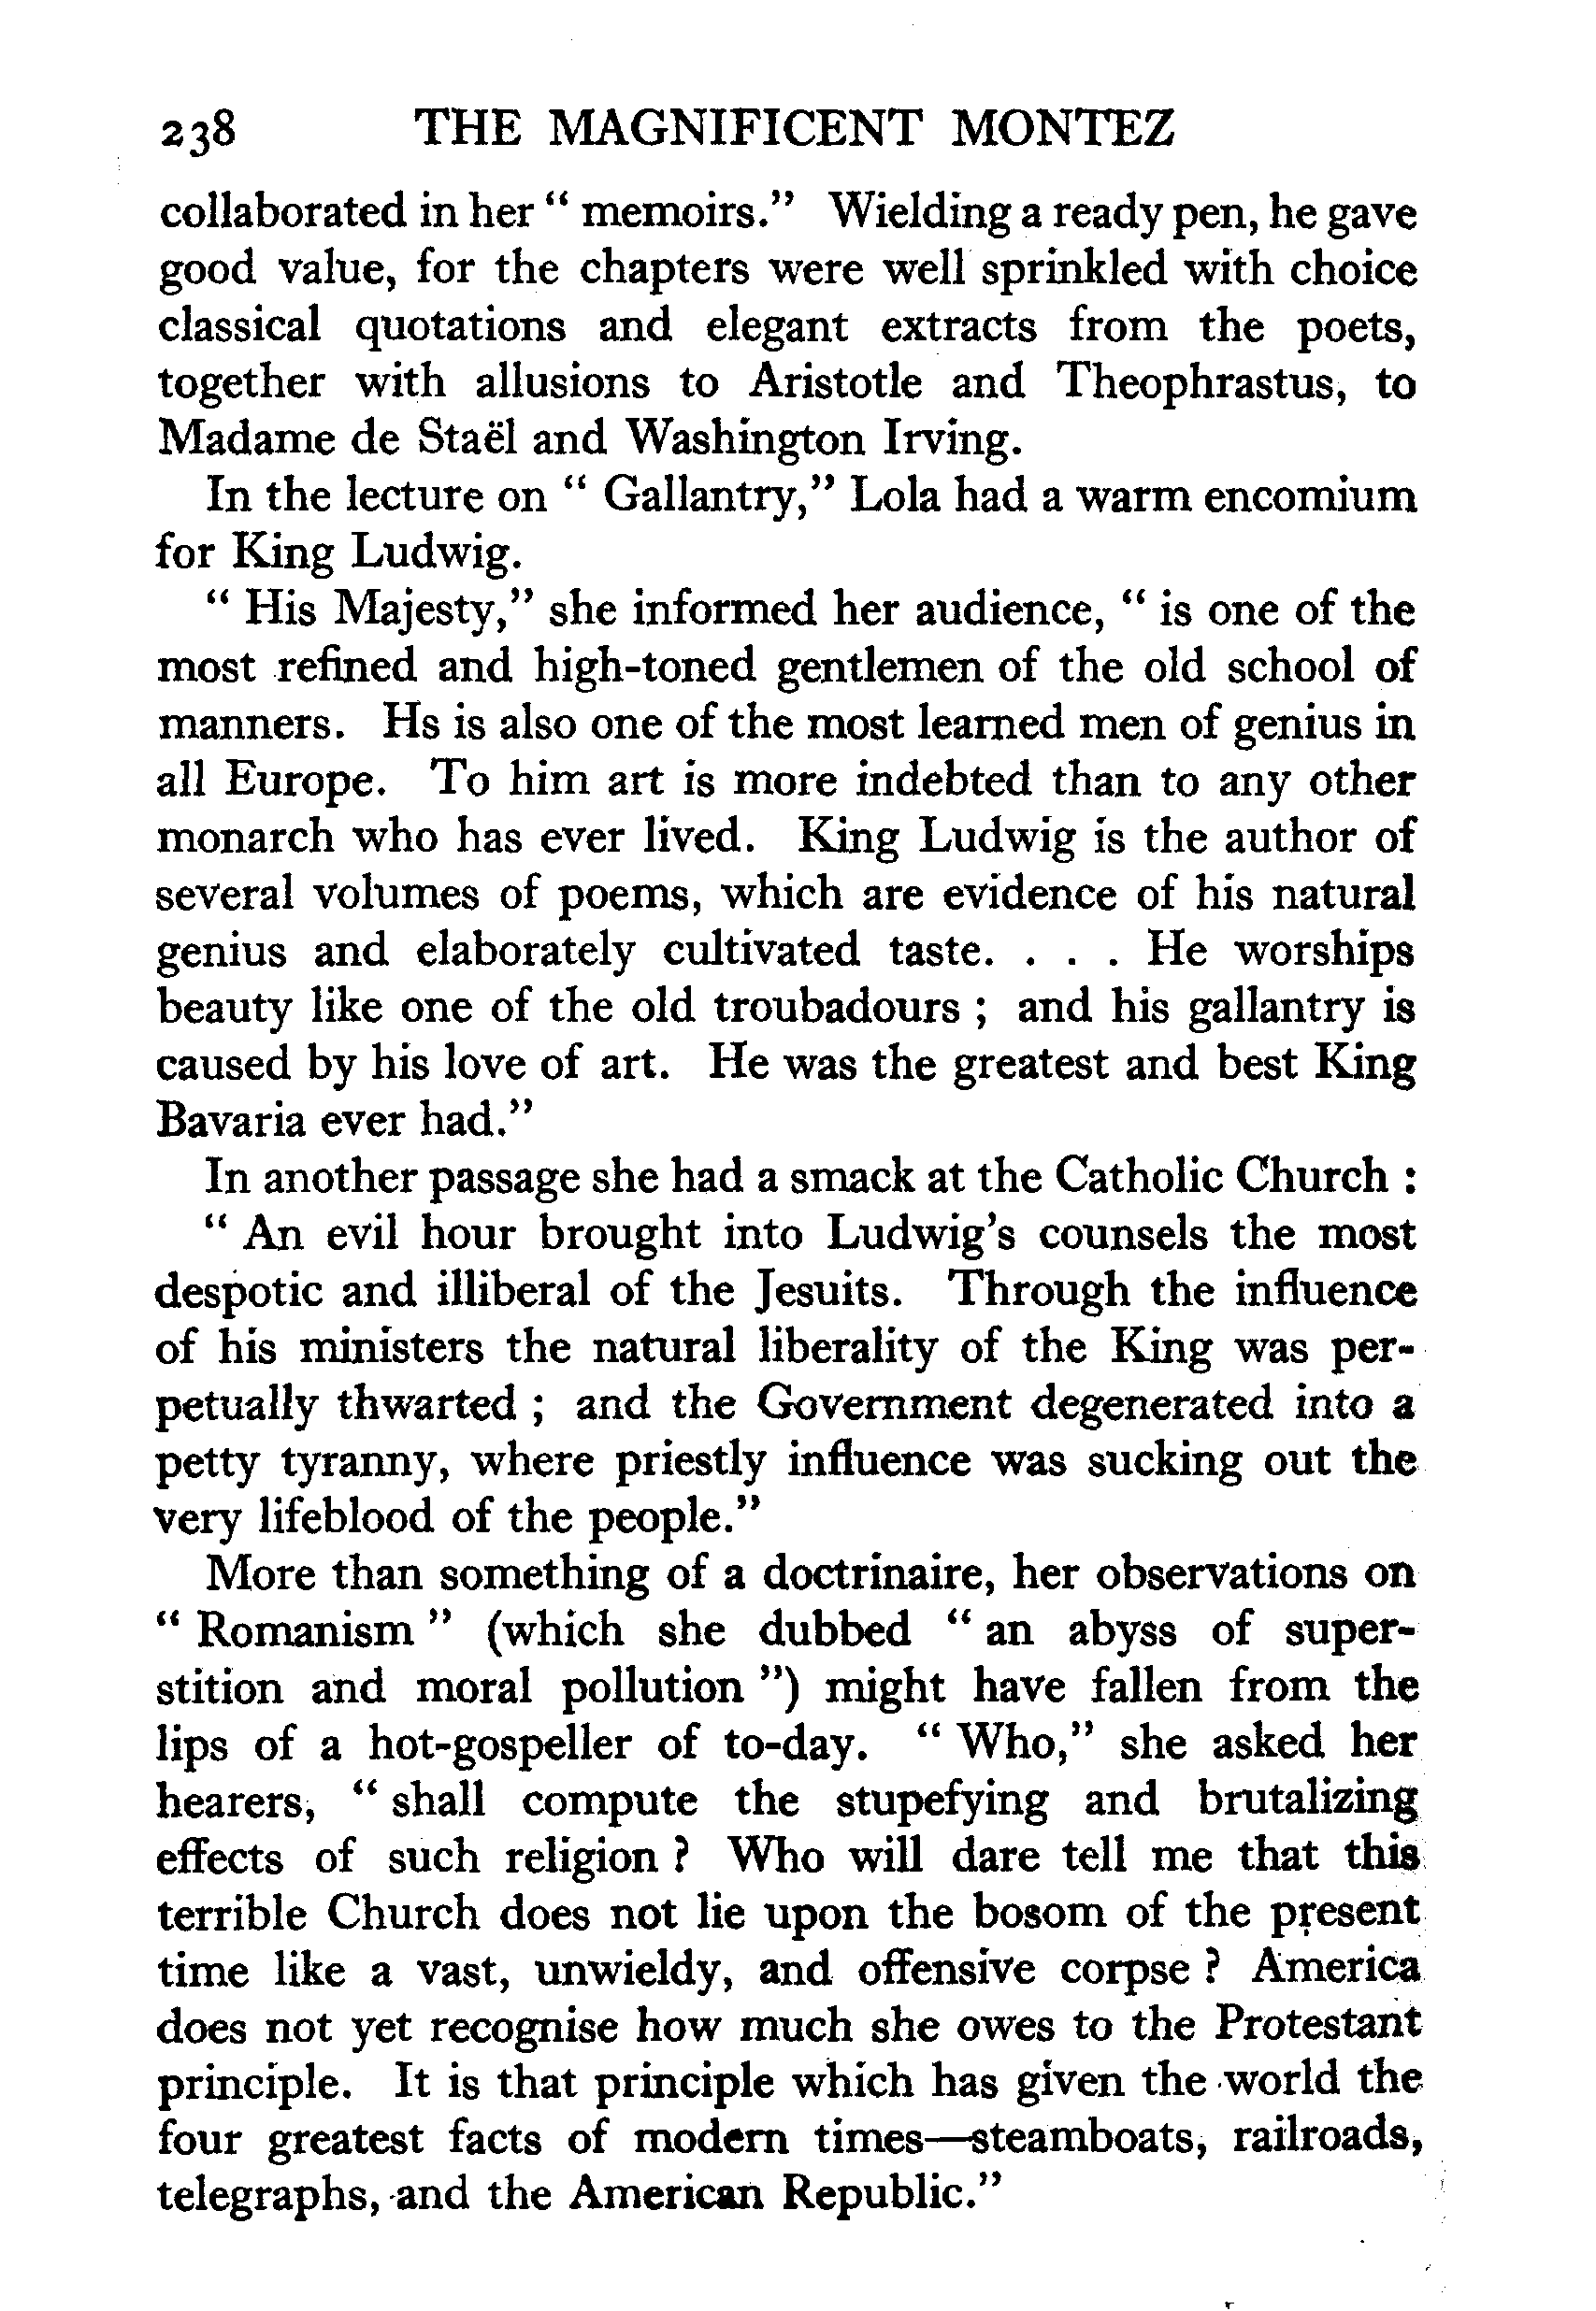 238 THE MAGNIFICENT MONTEZ
collaborated in her “ memoirs.” Wielding a ready pen, he gave
good value, for the chapters were well sprinkled with choice
classical quotations and elegant extracts from the poets,
together with allusions to Aristotle and Theophrastus, to
Madame de Staël and Washington Irving.
In the lecture on “ Gallantry,” Lola had a warm encomium
for King Ludwig.
“ His Majesty,” she informed her audience, “ is one of the
most refined and high-toned gentlemen of the old school of
manners. Hs is also one of the most learned men of genius in
all Europe. To him art is more indebted than to any other
monarch who has ever lived. King Ludwig is the author of
several volumes of poems, which are evidence of his natural
genius and elaborately cultivated taste. . . . He worships
beauty like one of the old troubadours ; and his gallantry is
caused by his love of art. He was the greatest and best King
Bavaria ever had.”
In another passage she had a smack at the Catholic Church :
“ An evil hour brought into Ludwig’s counsels the most
despotic and illiberal of the Jesuits. Through the influence
of his ministers the natural liberality of the King was per-
petually thwarted ; and the Government degenerated into a
petty tyranny, where priestly influence was sucking out the
very lifeblood of the people.”
More than something of a doctrinaire, her observations on
“ Romanism ” (which she dubbed “ an abyss of super-
stition and moral pollution ”) might have fallen from the
lips of a hot-gospeller of to-day. “ Who,” she asked her
hearers, “ shall compute the stupefying and brutalizing
effects of such religion ? Who will dare tell me that this
terrible Church does not lie upon the bosom of the present
time like a vast, unwieldy, and offensive corpse ? America
does not yet recognise how much she owes to the Protestant
principle. It is that principle which has given the world the
four greatest facts of modern times—steamboats, railroads,
telegraphs, and the American Republic.”